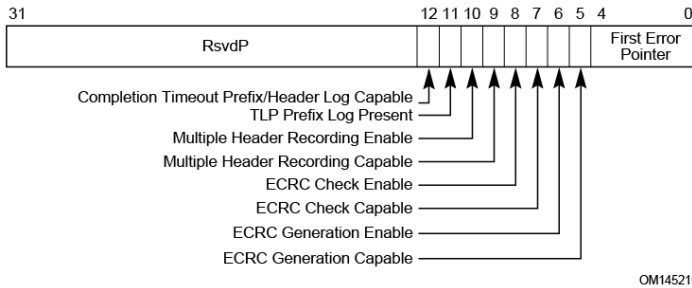 31 12 11 10 9 8 7 6 5 4 0
RsvdP
First Error
Pointer
Completion Timeout Prefix/Header Log Capable
TLP Prefix Log Present
Multiple Header Recording Enable
Multiple Header Recording Capable
ECRC Check Enable
ECRC Check Capable
ECRC Generation Enable
ECRC Generation Capable